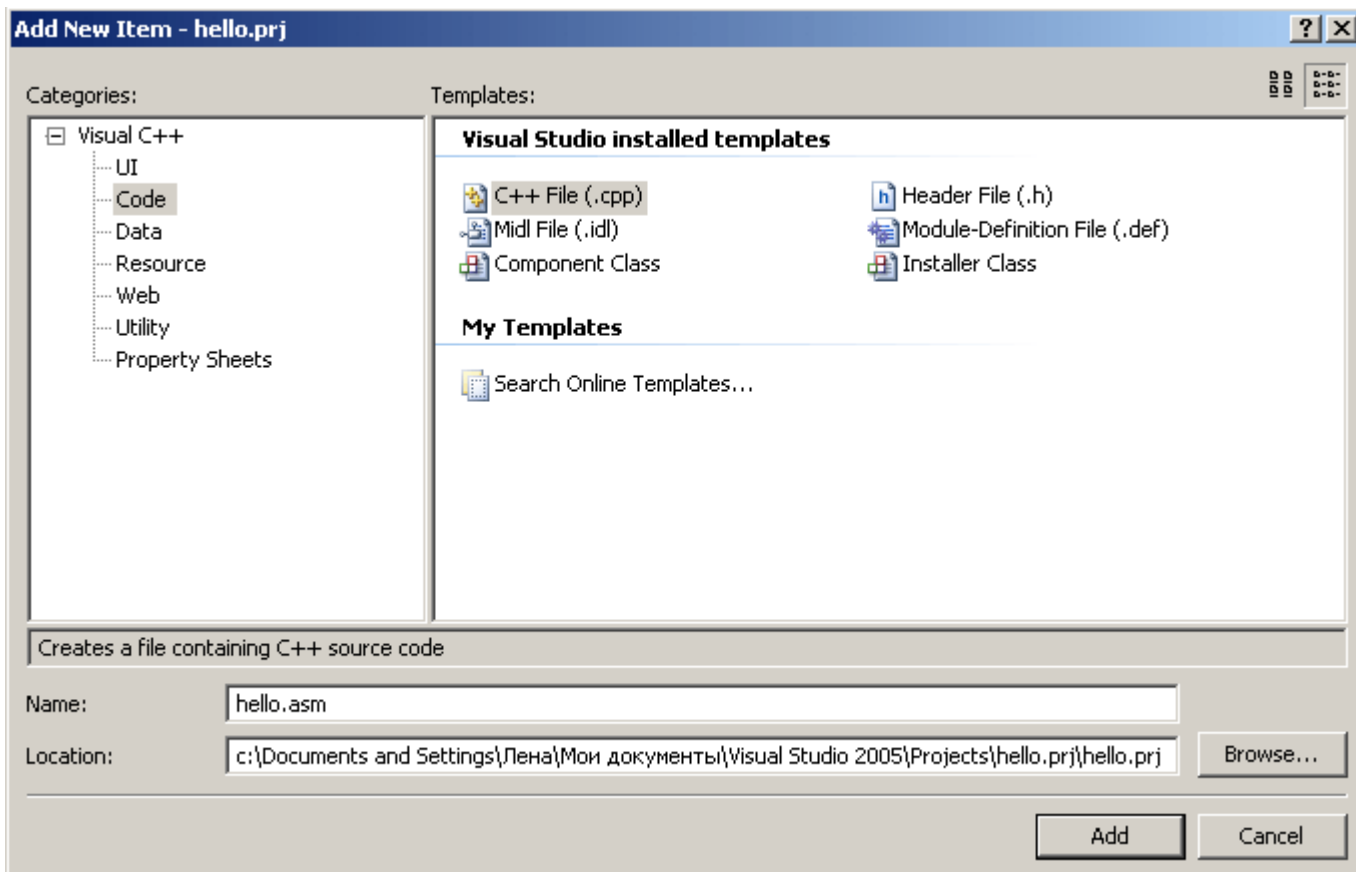 Add New Item - hello.prj
Categories:
Templates:
Visual C++
UI
Code
Data
Resource
Web
Utility
Property Sheets
Visual Studio installed templates
C++ File (.cpp)
Header File (.h)
Midl File (.idl)
Module-Definition File (.def)
Component Class
Installer Class
My Templates
Search Online Templates...
Creates a file containing C++ source code
Name:
hello.asm
Location:
c:\Documents and Settings\Лена\Мои документы\Visual Studio 2005\Projects\hello.prj\hello.prj
Browse...
Add
Cancel